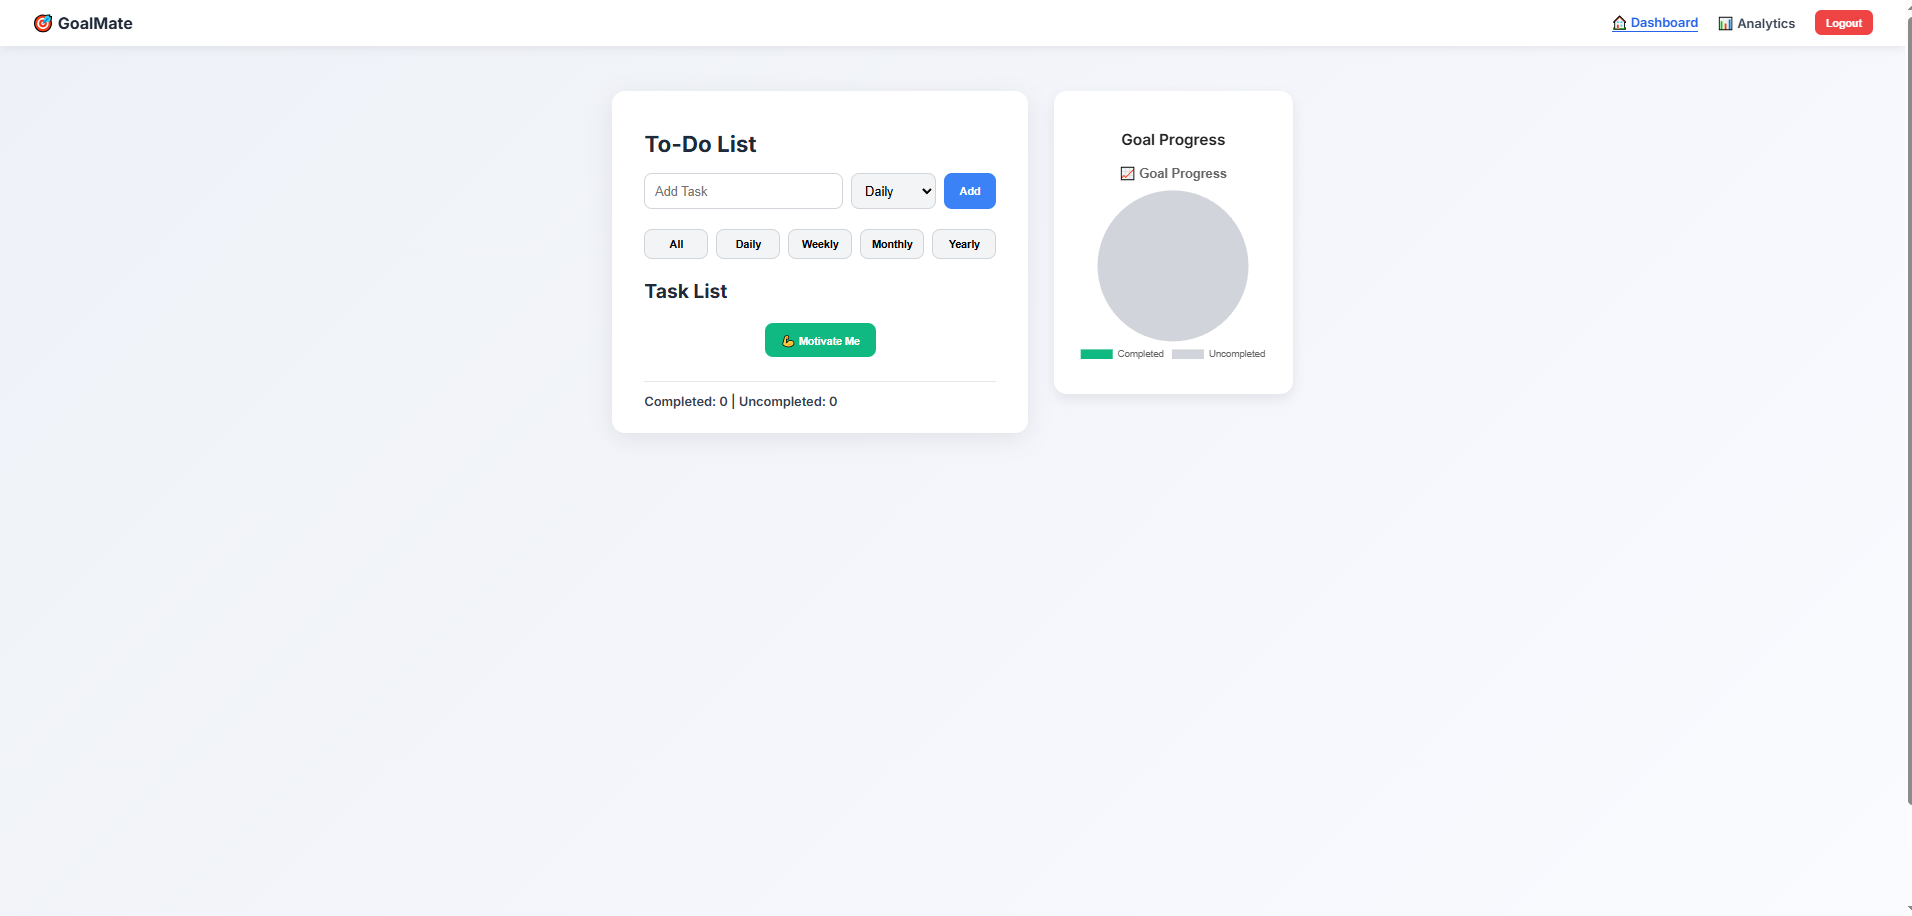 🎯 GoalMate
🏠 Dashboard 📊 Analytics Logout
To-Do List
Add Task Daily Add
All Daily Weekly Monthly Yearly
Task List
💪 Motivate Me
Completed: 0 | Uncompleted: 0
Goal Progress
📈 Goal Progress
Completed Uncompleted